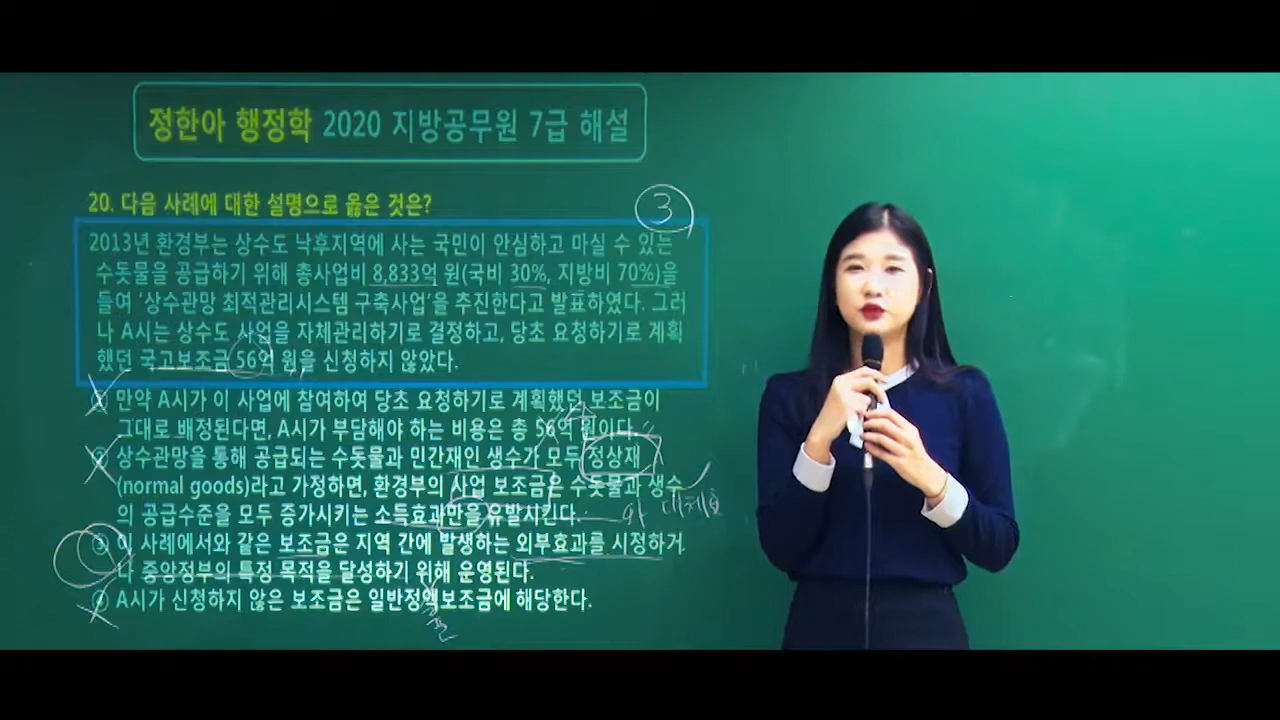 정한아 행정학 2020 지방공무원 7급 해설
20. 다음 사례에 대한 설명으로 옳은 것은?
3
2013년 환경부는 상수도 낙후지역에 사는 국민이 안심하고 마실 수 있는
수돗물을 공급하기 위해 총사업비 8,833억 원(국비 30%, 지방비 70%)을
들여 '상수관망 최적관리시스템 구축사업'을 추진한다고 발표하였다. 그러
나 A시는 상수도 사업을 자체관리하기로 결정하고, 당초 요청하기로 계획
했던 국고보조금 56억 원을 신청하지 않았다.
① 만약 A시가 이 사업에 참여하여 당초 요청하기로 계획했던 보조금이
그대로 배정된다면, A시가 부담해야 하는 비용은 총 56억 원이다.
② 상수관망을 통해 공급되는 수돗물과 민간재인 생수가 모두 정상재
(normal goods)라고 가정하면, 환경부의 사업 보조금은 수돗물과 생수
의 공급수준을 모두 증가시키는 소득효과만을 유발시킨다.
와 대체효
③ 이 사례에서와 같은 보조금은 지역 간에 발생하는 외부효과를 시정하거
나 중앙정부의 특정 목적을 달성하기 위해 운영된다.
④ A시가 신청하지 않은 보조금은 일반정액보조금에 해당한다.